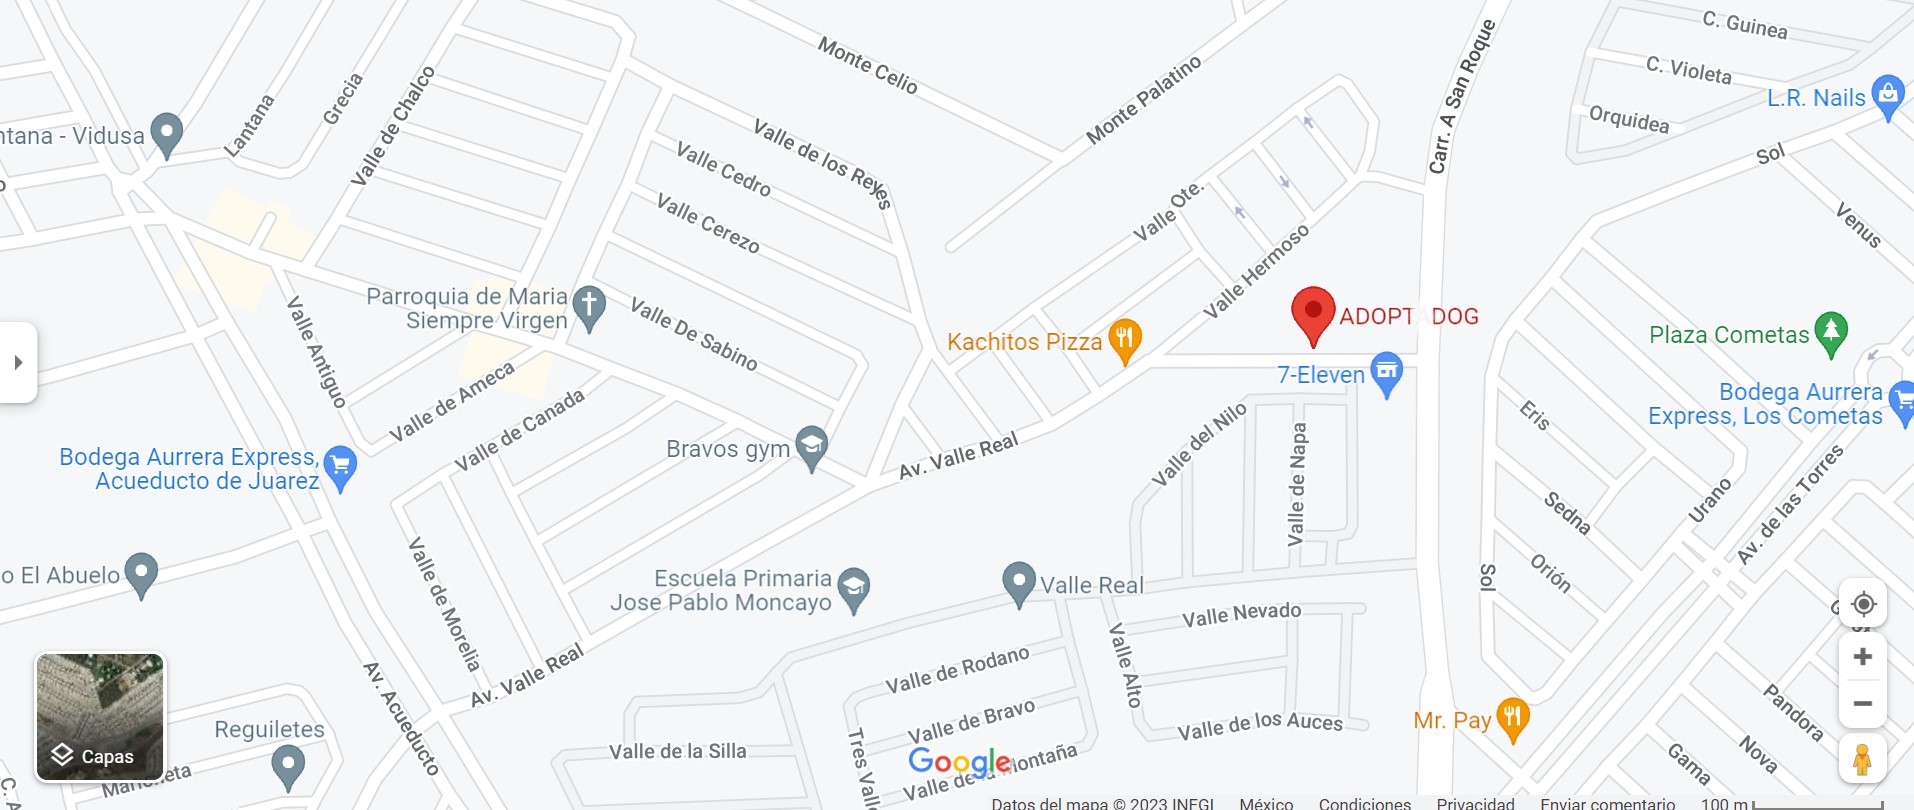 C. Guinea
Monte Celio
C. Violeta
Carr. A San Roque
Monte Palatino
Valle de Chalco
Grecia
Lantana
L.R. Nails
Orquidea
ntana - Vidusa
Valle de los Reyes
Valle Cedro
Sol
Valle Cerezo
Valle Ote.
Venus
Valle Hermoso
Parroquia de Maria
Siempre Virgen
Valle De Sabino
ADOPT DOG
Kachitos Pizza
Plaza Cometas
Valle Antiguo
7-Eleven
Bodega Aurrera
Express, Los Cometas
Valle de Ameca
Valle de Canada
Eris
Valle del Nilo
Valle de Napa
Bravos gym
Av. Valle Real
Bodega Aurrera Express,
Acueducto de Juarez
Urano
Av. de las Torres
Sedna
o El Abuelo
Valle de Morelia
Escuela Primaria
Jose Pablo Moncayo
Valle Real
Orión
Sol
Valle Nevado
Valle de Rodano
Valle Alto
Av. Valle Real
Av. Acueducto
Pandora
Reguiletes
Valle de Bravo
Valle de los Auces
Mr. Pay
Valle de la Silla
Tres Vall
Google
Valle de la Montaña
Gama
Nova
Capas
C. A
Datos del mapa © 2023 INEGI México Condiciones Privacidad Enviar comentario 100 m